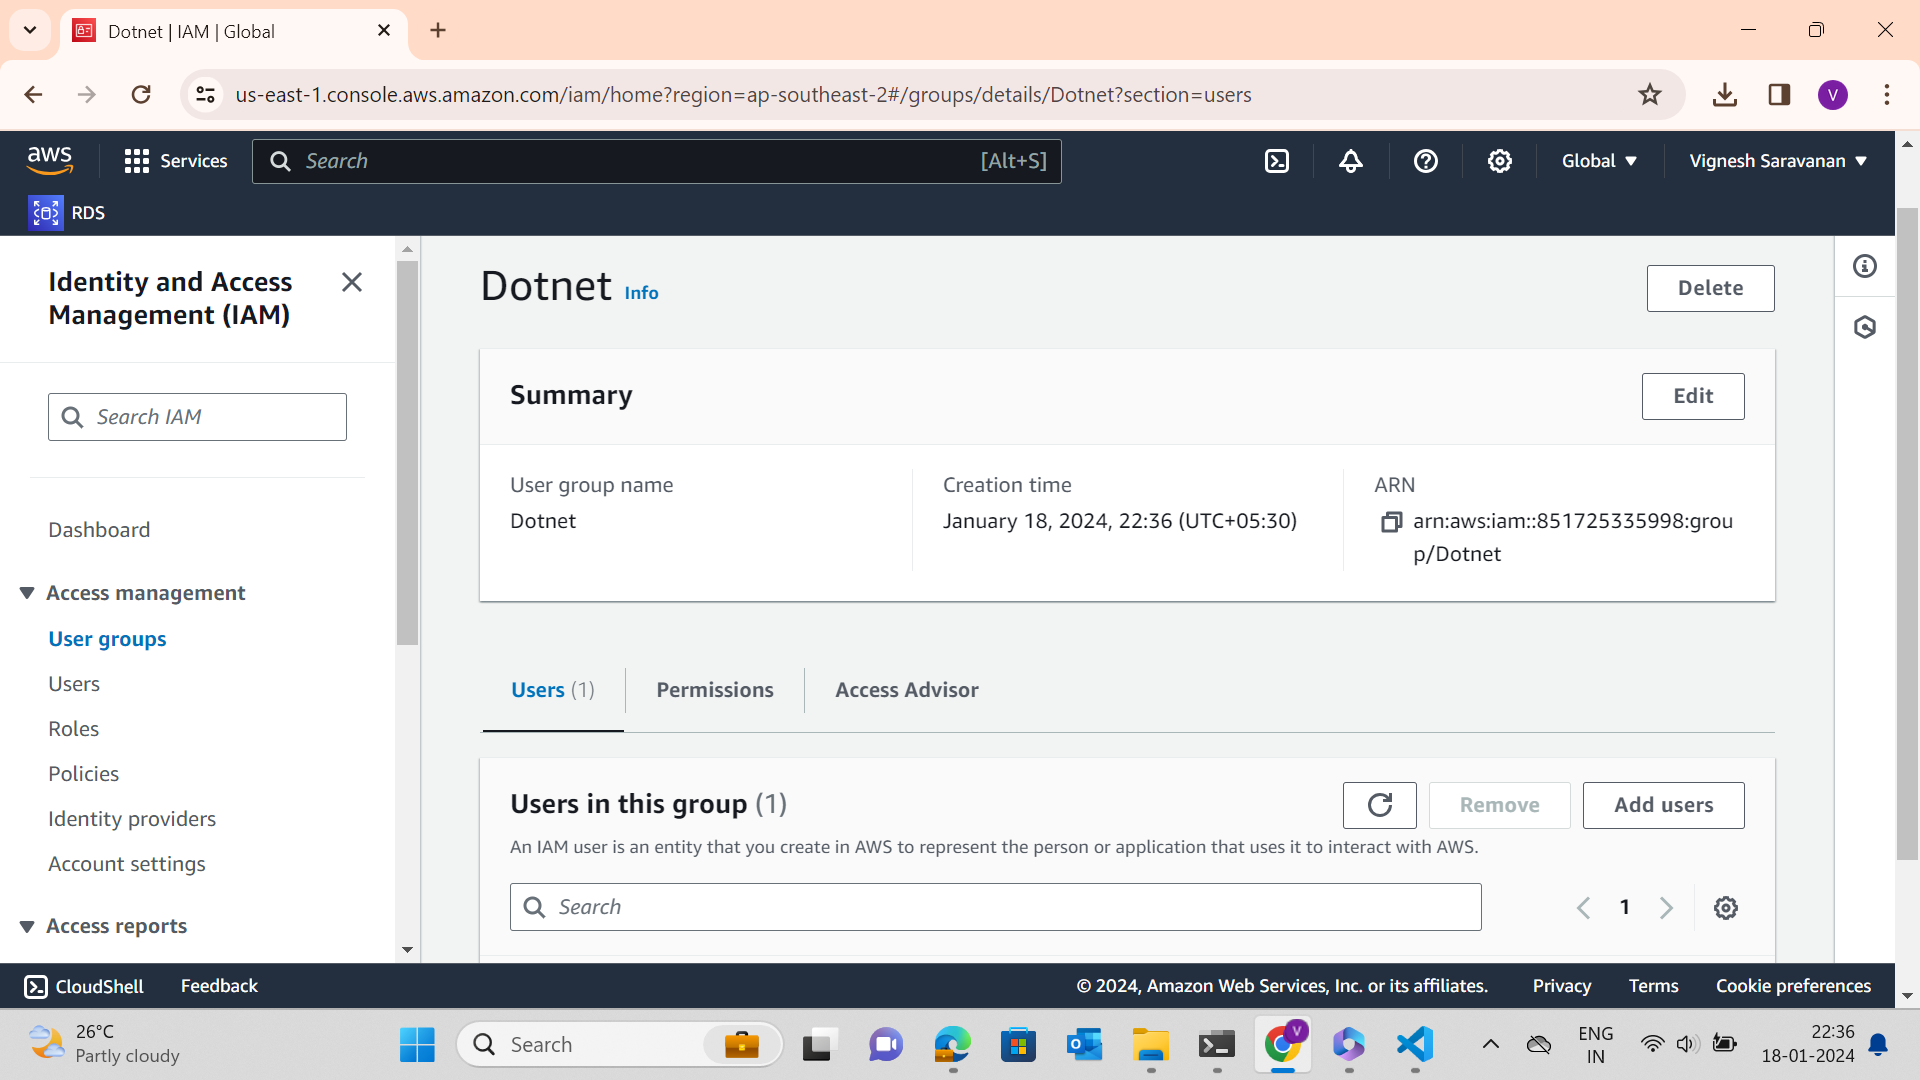 Dotnet | IAM | Global
us-east-1.console.aws.amazon.com/iam/home?region=ap-southeast-2#/groups/details/Dotnet?section=users
V
aws
Services
Search
[Alt+S]
Global
Vignesh Saravanan
RDS
Identity and Access
Management (IAM)
Search IAM
Dashboard
Access management
User groups
Users
Roles
Policies
Identity providers
Account settings
Access reports
Dotnet Info
Delete
Summary
Edit
User group name
Dotnet
Creation time
January 18, 2024, 22:36 (UTC+05:30)
ARN
arn:aws:iam::851725335998:grou
p/Dotnet
Users (1)
Permissions
Access Advisor
Users in this group (1)
Remove
Add users
An IAM user is an entity that you create in AWS to represent the person or application that uses it to interact with AWS.
Search
1
CloudShell
Feedback
© 2024, Amazon Web Services, Inc. or its affiliates.
Privacy
Terms
Cookie preferences
26°C
Partly cloudy
Search
V
ENG
IN
22:36
18-01-2024